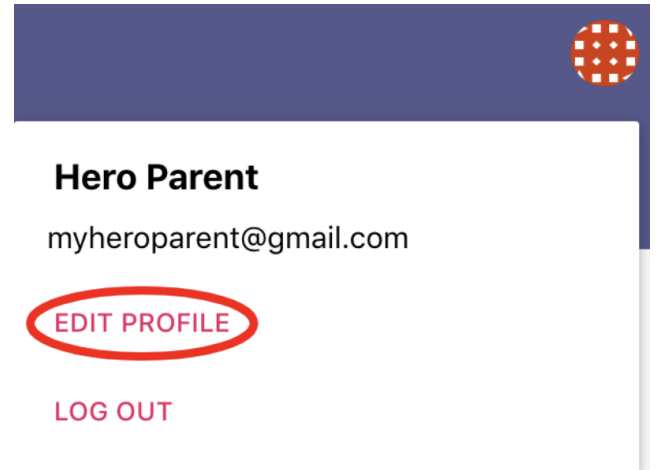 Hero Parent
myheroparent@gmail.com
EDIT PROFILE
LOG OUT